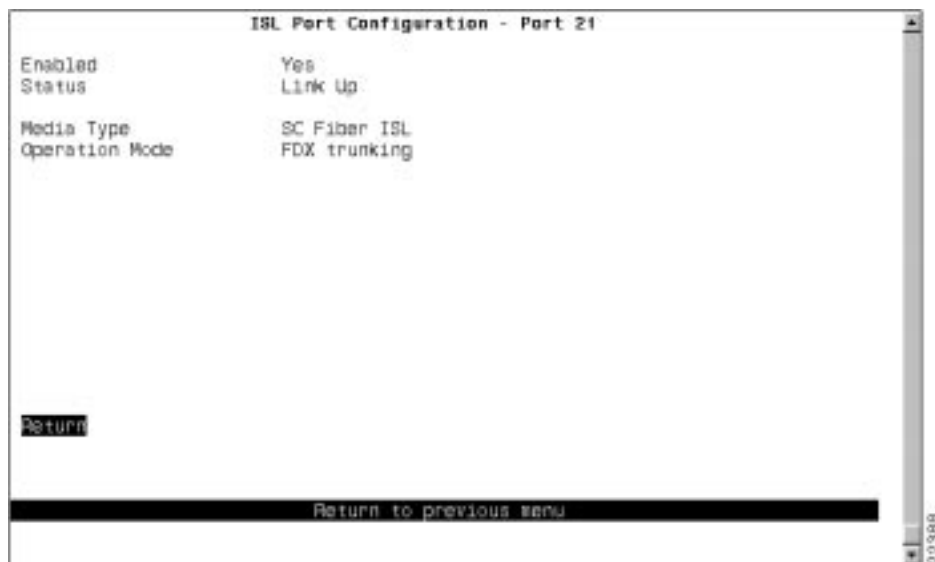 ISL Port Configuration - Port 21
Enabled Yes
Status Link Up
Media Type SC Fiber ISL
Operation Mode FDX trunking
Return
Return to previous menu